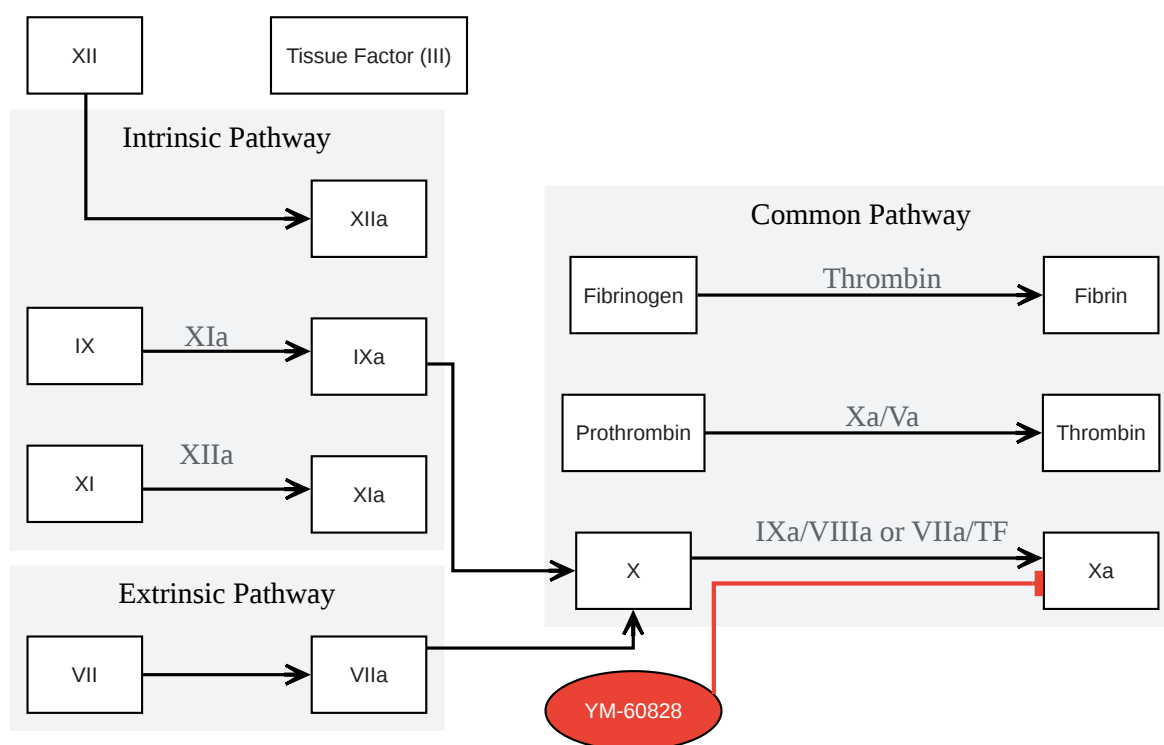 XII
Tissue Factor (III)
Intrinsic Pathway
XIIa
IX
XIa
IXa
XI
XIIa
XIa
Extrinsic Pathway
VII
VIIa
Common Pathway
Fibrinogen
Thrombin
Fibrin
Prothrombin
Xa/Va
Thrombin
X
IXa/VIIIa or VIIa/TF
Xa
YM-60828